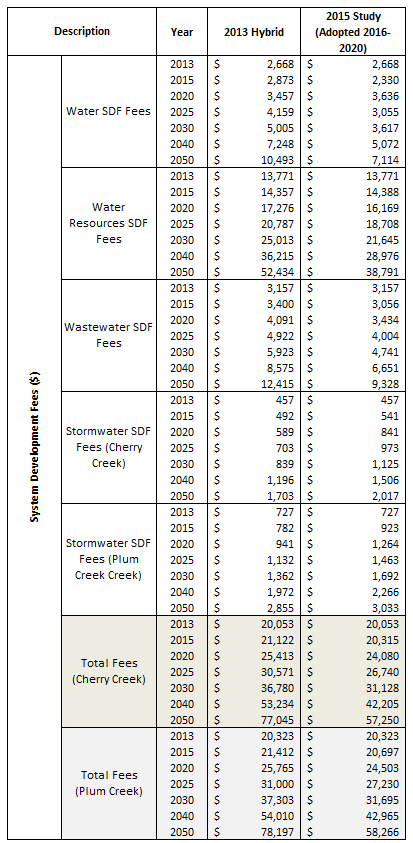 Description Year 2013 Hybrid 2015 Study (Adopted 2016-2020)
System Development Fees ($)
Water SDF Fees
2013 $ 2,668 $ 2,668
2015 $ 2,873 $ 2,330
2020 $ 3,457 $ 3,636
2025 $ 4,159 $ 3,055
2030 $ 5,005 $ 3,617
2040 $ 7,248 $ 5,072
2050 $ 10,493 $ 7,114
Water
Resources SDF
Fees
2013 $ 13,771 $ 13,771
2015 $ 14,357 $ 14,388
2020 $ 17,276 $ 16,169
2025 $ 20,787 $ 18,708
2030 $ 25,013 $ 21,645
2040 $ 36,215 $ 28,976
2050 $ 52,434 $ 38,791
Wastewater SDF
Fees
2013 $ 3,157 $ 3,157
2015 $ 3,400 $ 3,056
2020 $ 4,091 $ 3,434
2025 $ 4,922 $ 4,004
2030 $ 5,923 $ 4,741
2040 $ 8,575 $ 6,651
2050 $ 12,415 $ 9,328
Stormwater SDF
Fees (Cherry
Creek)
2013 $ 457 $ 457
2015 $ 492 $ 541
2020 $ 589 $ 841
2025 $ 703 $ 973
2030 $ 839 $ 1,125
2040 $ 1,196 $ 1,506
2050 $ 1,703 $ 2,017
Stormwater SDF
Fees (Plum
Creek Creek)
2013 $ 727 $ 727
2015 $ 782 $ 923
2020 $ 941 $ 1,264
2025 $ 1,132 $ 1,463
2030 $ 1,362 $ 1,692
2040 $ 1,972 $ 2,266
2050 $ 2,855 $ 3,033
Total Fees
(Cherry Creek)
2013 $ 20,053 $ 20,053
2015 $ 21,122 $ 20,315
2020 $ 25,413 $ 24,080
2025 $ 30,571 $ 26,740
2030 $ 36,780 $ 31,128
2040 $ 53,234 $ 42,205
2050 $ 77,045 $ 57,250
Total Fees
(Plum Creek)
2013 $ 20,323 $ 20,323
2015 $ 21,412 $ 20,697
2020 $ 25,765 $ 24,503
2025 $ 31,000 $ 27,230
2030 $ 37,303 $ 31,695
2040 $ 54,010 $ 42,965
2050 $ 78,197 $ 58,266